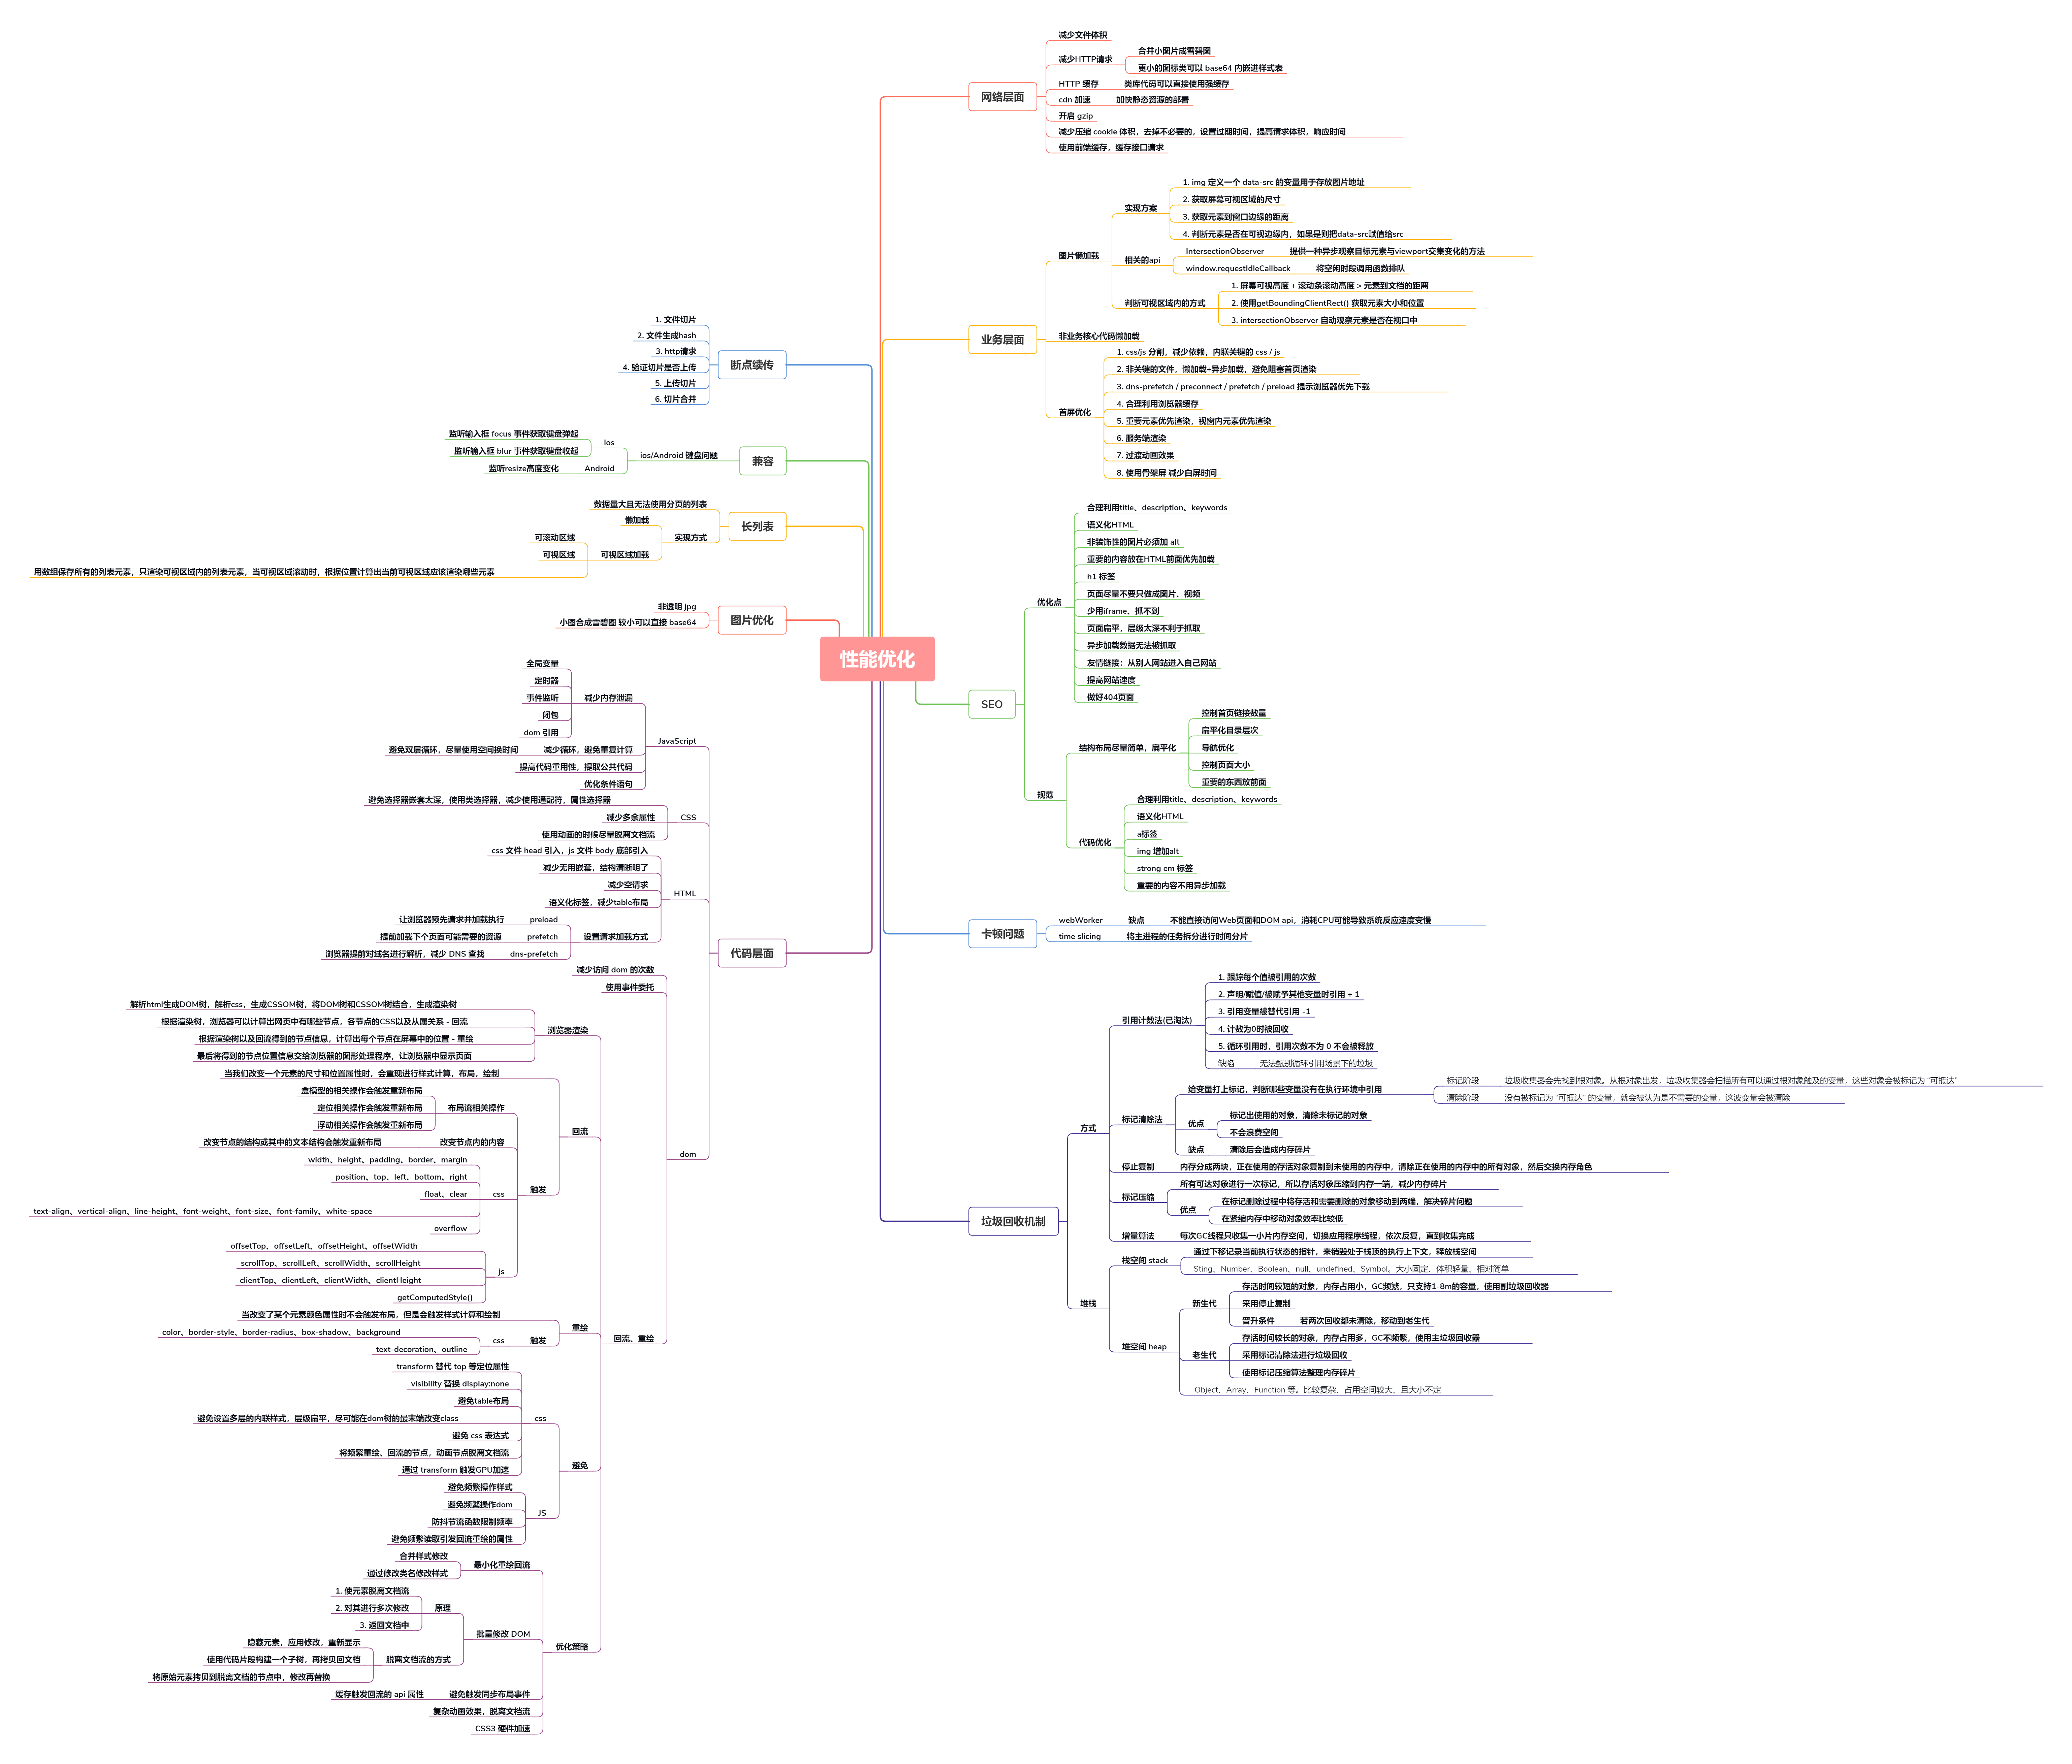 性能优化
网络层面
减少文件体积
减少HTTP请求
合并小图片成雪碧图
更小的图标类可以 base64 内嵌进样式表
HTTP 缓存
类库代码可以直接使用强缓存
cdn 加速
加快静态资源的部署
开启 gzip
减少压缩 cookie 体积，去掉不必要的，设置过期时间，提高请求体积，响应时间
使用前端缓存，缓存接口请求
业务层面
图片懒加载
实现方案
1. img 定义一个 data-src 的变量用于存放图片地址
2. 获取屏幕可视区域的尺寸
3. 获取元素到窗口边缘的距离
4. 判断元素是否在可视边缘内，如果是则把data-src赋值给src
相关的api
IntersectionObserver
提供一种异步观察目标元素与viewport交集变化的方法
window.requestIdleCallback
将空闲时段调用函数排队
判断可视区域内的方式
1. 屏幕可视高度 + 滚动条滚动高度 > 元素到文档的距离
2. 使用getBoundingClientRect() 获取元素大小和位置
3. intersectionObserver 自动观察元素是否在视口中
非业务核心代码懒加载
首屏优化
1. css/js 分割，减少依赖，内联关键的 css / js
2. 非关键的文件，懒加载+异步加载，避免阻塞首页渲染
3. dns-prefetch / preconnect / prefetch / preload 提示浏览器优先下载
4. 合理利用浏览器缓存
5. 重要元素优先渲染，视窗内元素优先渲染
6. 服务端渲染
7. 过渡动画效果
8. 使用骨架屏 减少白屏时间
SEO
优化点
合理利用title、description、keywords
语义化HTML
非装饰性的图片必须加 alt
重要的内容放在HTML前面优先加载
h1 标签
页面尽量不要只做成图片、视频
少用iframe、抓不到
页面扁平，层级太深不利于抓取
异步加载数据无法被抓取
友情链接：从别人网站进入自己网站
提高网站速度
做好404页面
规范
结构布局尽量简单，扁平化
控制首页链接数量
扁平化目录层次
导航优化
控制页面大小
重要的东西放前面
代码优化
合理利用title、description、keywords
语义化HTML
a标签
img 增加alt
strong em 标签
重要的内容不用异步加载
卡顿问题
webWorker
缺点
不能直接访问Web页面和DOM api，消耗CPU可能导致系统反应速度变慢
time slicing
将主进程的任务拆分进行时间分片
垃圾回收机制
方式
引用计数法(已淘汰)
1. 跟踪每个值被引用的次数
2. 声明/赋值/被赋予其他变量时引用 + 1
3. 引用变量被替代引用 -1
4. 计数为0时被回收
5. 循环引用时，引用次数不为 0 不会被释放
缺陷
无法甄别循环引用场景下的垃圾
标记清除法
给变量打上标记，判断哪些变量没有在执行环境中引用
标记阶段
垃圾收集器会先找到根对象。从根对象出发，垃圾收集器会扫描所有可以通过根对象触及的变量，这些对象会被标记为 “可抵达”
清除阶段
没有被标记为 “可抵达” 的变量，就会被认为是不需要的变量，这波变量会被清除
优点
标记出使用的对象，清除未标记的对象
不会浪费空间
缺点
清除后会造成内存碎片
停止复制
内存分成两块，正在使用的存活对象复制到未使用的内存中，清除正在使用的内存中的所有对象，然后交换内存角色
标记压缩
所有可达对象进行一次标记，所以存活对象压缩到内存一端，减少内存碎片
优点
在标记删除过程中将存活和需要删除的对象移动到两端，解决碎片问题
在紧缩内存中移动对象效率比较低
增量算法
每次GC线程只收集一小片内存空间，切换应用程序线程，依次反复，直到收集完成
堆栈
栈空间 stack
通过下移记录当前执行状态的指针，来销毁处于栈顶的执行上下文，释放栈空间
Sting、Number、Boolean、null、undefined、Symbol。大小固定、体积轻量、相对简单
堆空间 heap
新生代
存活时间较短的对象，内存占用小，GC频繁，只支持1-8m的容量，使用副垃圾回收器
采用停止复制
晋升条件
若两次回收都未清除，移动到老生代
老生代
存活时间较长的对象，内存占用多，GC不频繁，使用主垃圾回收器
采用标记清除法进行垃圾回收
使用标记压缩算法整理内存碎片
Object、Array、Function 等。比较复杂、占用空间较大、且大小不定
断点续传
1. 文件切片
2. 文件生成hash
3. http请求
4. 验证切片是否上传
5. 上传切片
6. 切片合并
兼容
ios/Android 键盘问题
ios
监听输入框 focus 事件获取键盘弹起
监听输入框 blur 事件获取键盘收起
Android
监听resize高度变化
长列表
数据量大且无法使用分页的列表
实现方式
懒加载
可视区域加载
可滚动区域
可视区域
用数组保存所有的列表元素，只渲染可视区域内的列表元素，当可视区域滚动时，根据位置计算出当前可视区域应该渲染哪些元素
图片优化
非透明 jpg
小图合成雪碧图 较小可以直接 base64
代码层面
JavaScript
减少内存泄漏
全局变量
定时器
事件监听
闭包
dom 引用
减少循环，避免重复计算
避免双层循环，尽量使用空间换时间
提高代码重用性，提取公共代码
优化条件语句
CSS
避免选择器嵌套太深，使用类选择器，减少使用通配符，属性选择器
减少多余属性
使用动画的时候尽量脱离文档流
HTML
css 文件 head 引入，js 文件 body 底部引入
减少无用嵌套，结构清晰明了
减少空请求
语义化标签，减少table布局
设置请求加载方式
preload
让浏览器预先请求并加载执行
prefetch
提前加载下个页面可能需要的资源
dns-prefetch
浏览器提前对域名进行解析，减少 DNS 查找
dom
减少访问 dom 的次数
使用事件委托
回流、重绘
浏览器渲染
解析html生成DOM树，解析css，生成CSSOM树，将DOM树和CSSOM树结合，生成渲染树
根据渲染树，浏览器可以计算出网页中有哪些节点，各节点的CSS以及从属关系 - 回流
根据渲染树以及回流得到的节点信息，计算出每个节点在屏幕中的位置 - 重绘
最后将得到的节点位置信息交给浏览器的图形处理程序，让浏览器中显示页面
回流
当我们改变一个元素的尺寸和位置属性时，会重现进行样式计算，布局，绘制
触发
布局流相关操作
盒模型的相关操作会触发重新布局
定位相关操作会触发重新布局
浮动相关操作会触发重新布局
改变节点内的内容
改变节点的结构或其中的文本结构会触发重新布局
css
width、height、padding、border、margin
position、top、left、bottom、right
float、clear
text-align、vertical-align、line-height、font-weight、font-size、font-family、white-space
overflow
js
offsetTop、offsetLeft、offsetHeight、offsetWidth
scrollTop、scrollLeft、scrollWidth、scrollHeight
clientTop、clientLeft、clientWidth、clientHeight
getComputedStyle()
重绘
当改变了某个元素颜色属性时不会触发布局，但是会触发样式计算和绘制
触发
css
color、border-style、border-radius、box-shadow、background
text-decoration、outline
避免
css
transform 替代 top 等定位属性
visibility 替换 display:none
避免table布局
避免设置多层的内联样式，层级扁平，尽可能在dom树的最末端改变class
避免 css 表达式
将频繁重绘、回流的节点，动画节点脱离文档流
通过 transform 触发GPU加速
JS
避免频繁操作样式
避免频繁操作dom
防抖节流函数限制频率
避免频繁读取引发回流重绘的属性
优化策略
最小化重绘回流
合并样式修改
通过修改类名修改样式
批量修改 DOM
原理
1. 使元素脱离文档流
2. 对其进行多次修改
3. 返回文档中
脱离文档流的方式
隐藏元素，应用修改，重新显示
使用代码片段构建一个子树，再拷贝回文档
将原始元素拷贝到脱离文档的节点中，修改再替换
避免触发同步布局事件
缓存触发回流的 api 属性
复杂动画效果，脱离文档流
CSS3 硬件加速